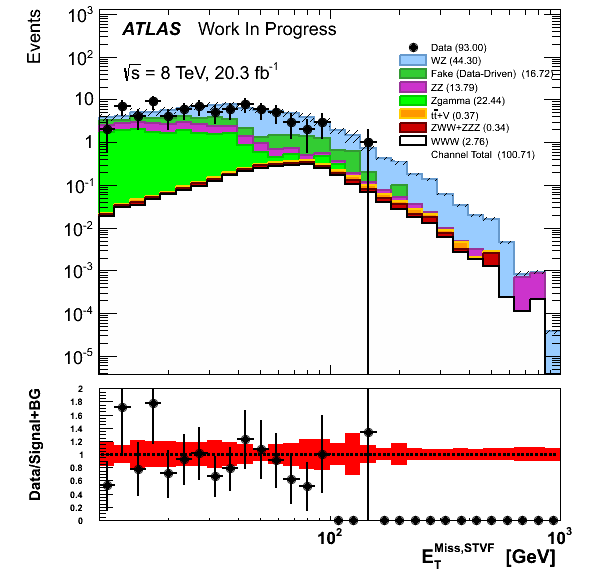 Events
10³
10²
10
1
10⁻¹
10⁻²
10⁻³
10⁻⁴
10⁻⁵
ATLAS Work In Progress
√s = 8 TeV, 20.3 fb⁻¹
Data (93.00)
WZ (44.30)
Fake (Data-Driven) (16.72)
ZZ (13.79)
Zgamma (22.44)
tt̄+V (0.37)
ZWW+ZZZ (0.34)
WWW (2.76)
Channel Total (100.71)
Data/Signal+BG
2
1.8
1.6
1.4
1.2
1
0.8
0.6
0.4
0.2
0
10²
10³
E_T^Miss,STVF [GeV]